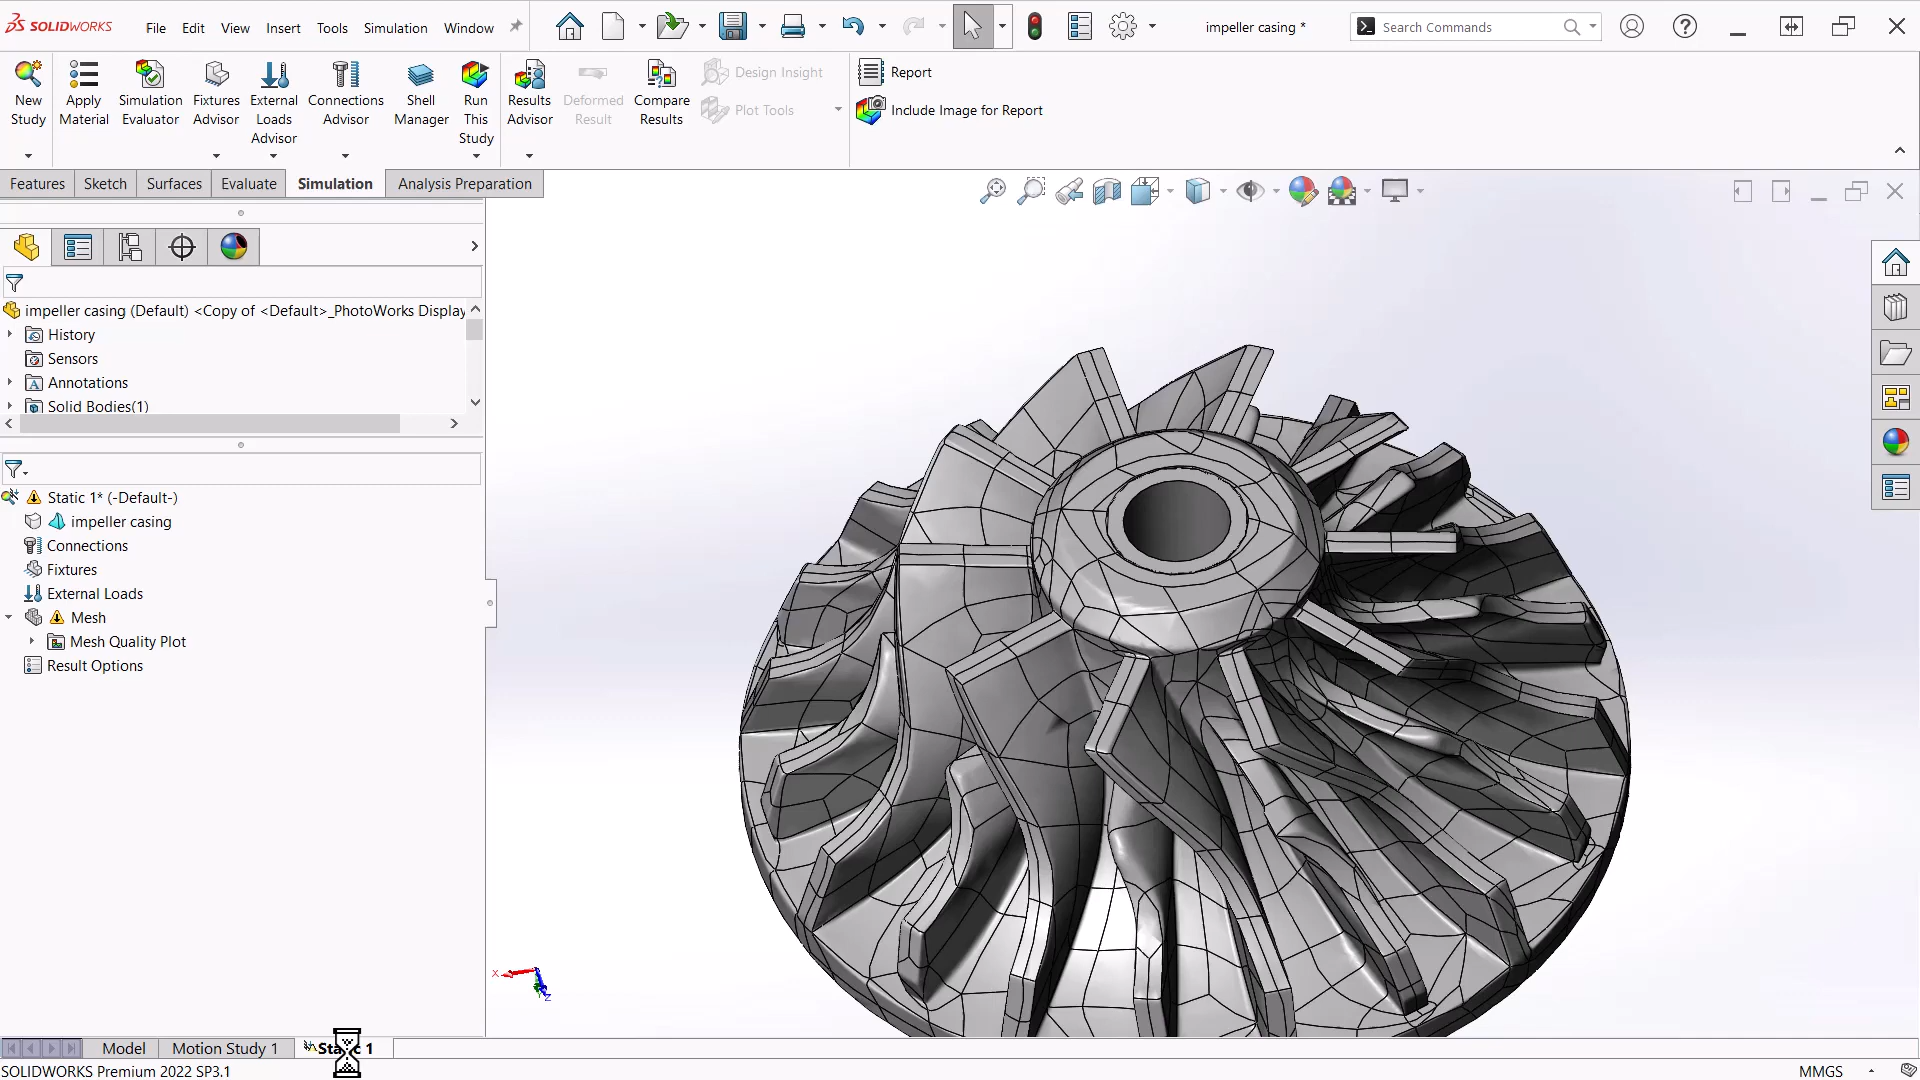 SOLIDWORKS
File Edit View Insert Tools Simulation Window
impeller casing *
Search Commands
New Study
Apply Material
Simulation Evaluator
Fixtures Advisor
External Loads Advisor
Connections Advisor
Shell Manager
Run This Study
Results Advisor
Deformed Result
Compare Results
Design Insight
Plot Tools
Report
Include Image for Report
Features Sketch Surfaces Evaluate Simulation Analysis Preparation
impeller casing (Default) <Copy of <Default>_PhotoWorks Display
History
Sensors
Annotations
Solid Bodies(1)
Static 1* (-Default-)
impeller casing
Connections
Fixtures
External Loads
Mesh
Mesh Quality Plot
Result Options
X
Z
Model Motion Study 1
SOLIDWORKS Premium 2022 SP3.1
MMGS